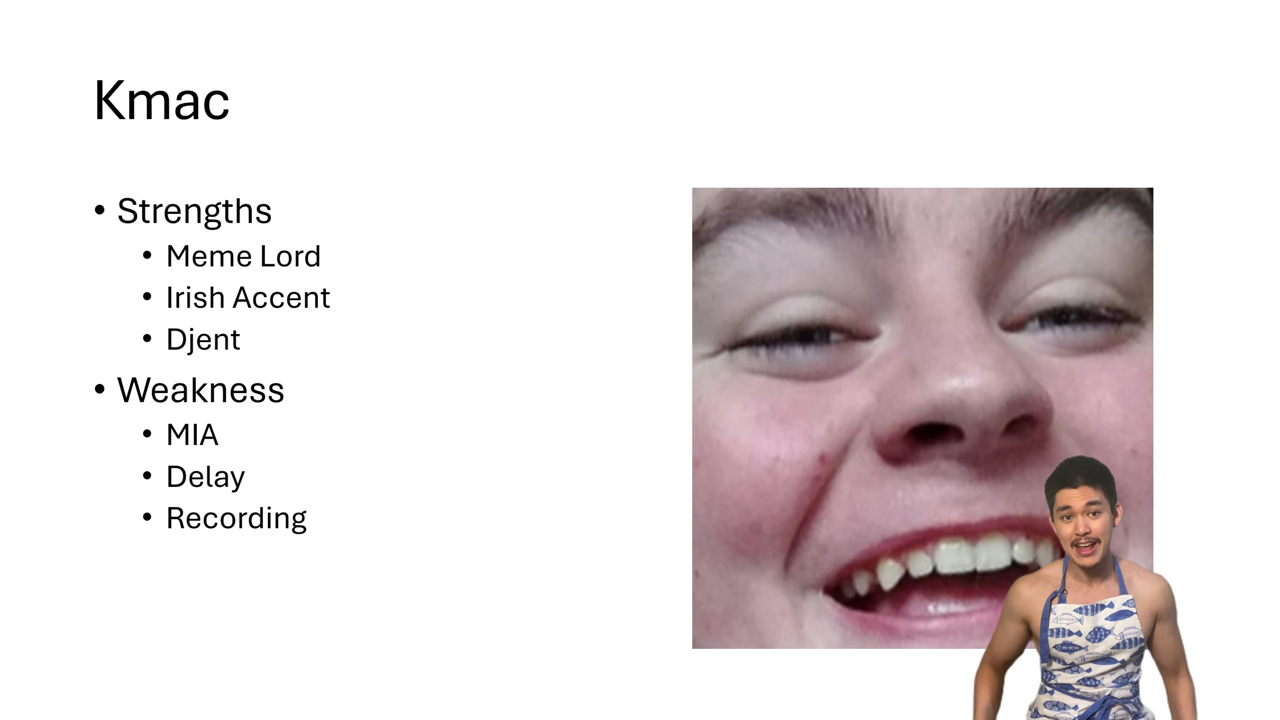 Kmac
• Strengths
• Meme Lord
• Irish Accent
• Djent
• Weakness
• MIA
• Delay
• Recording